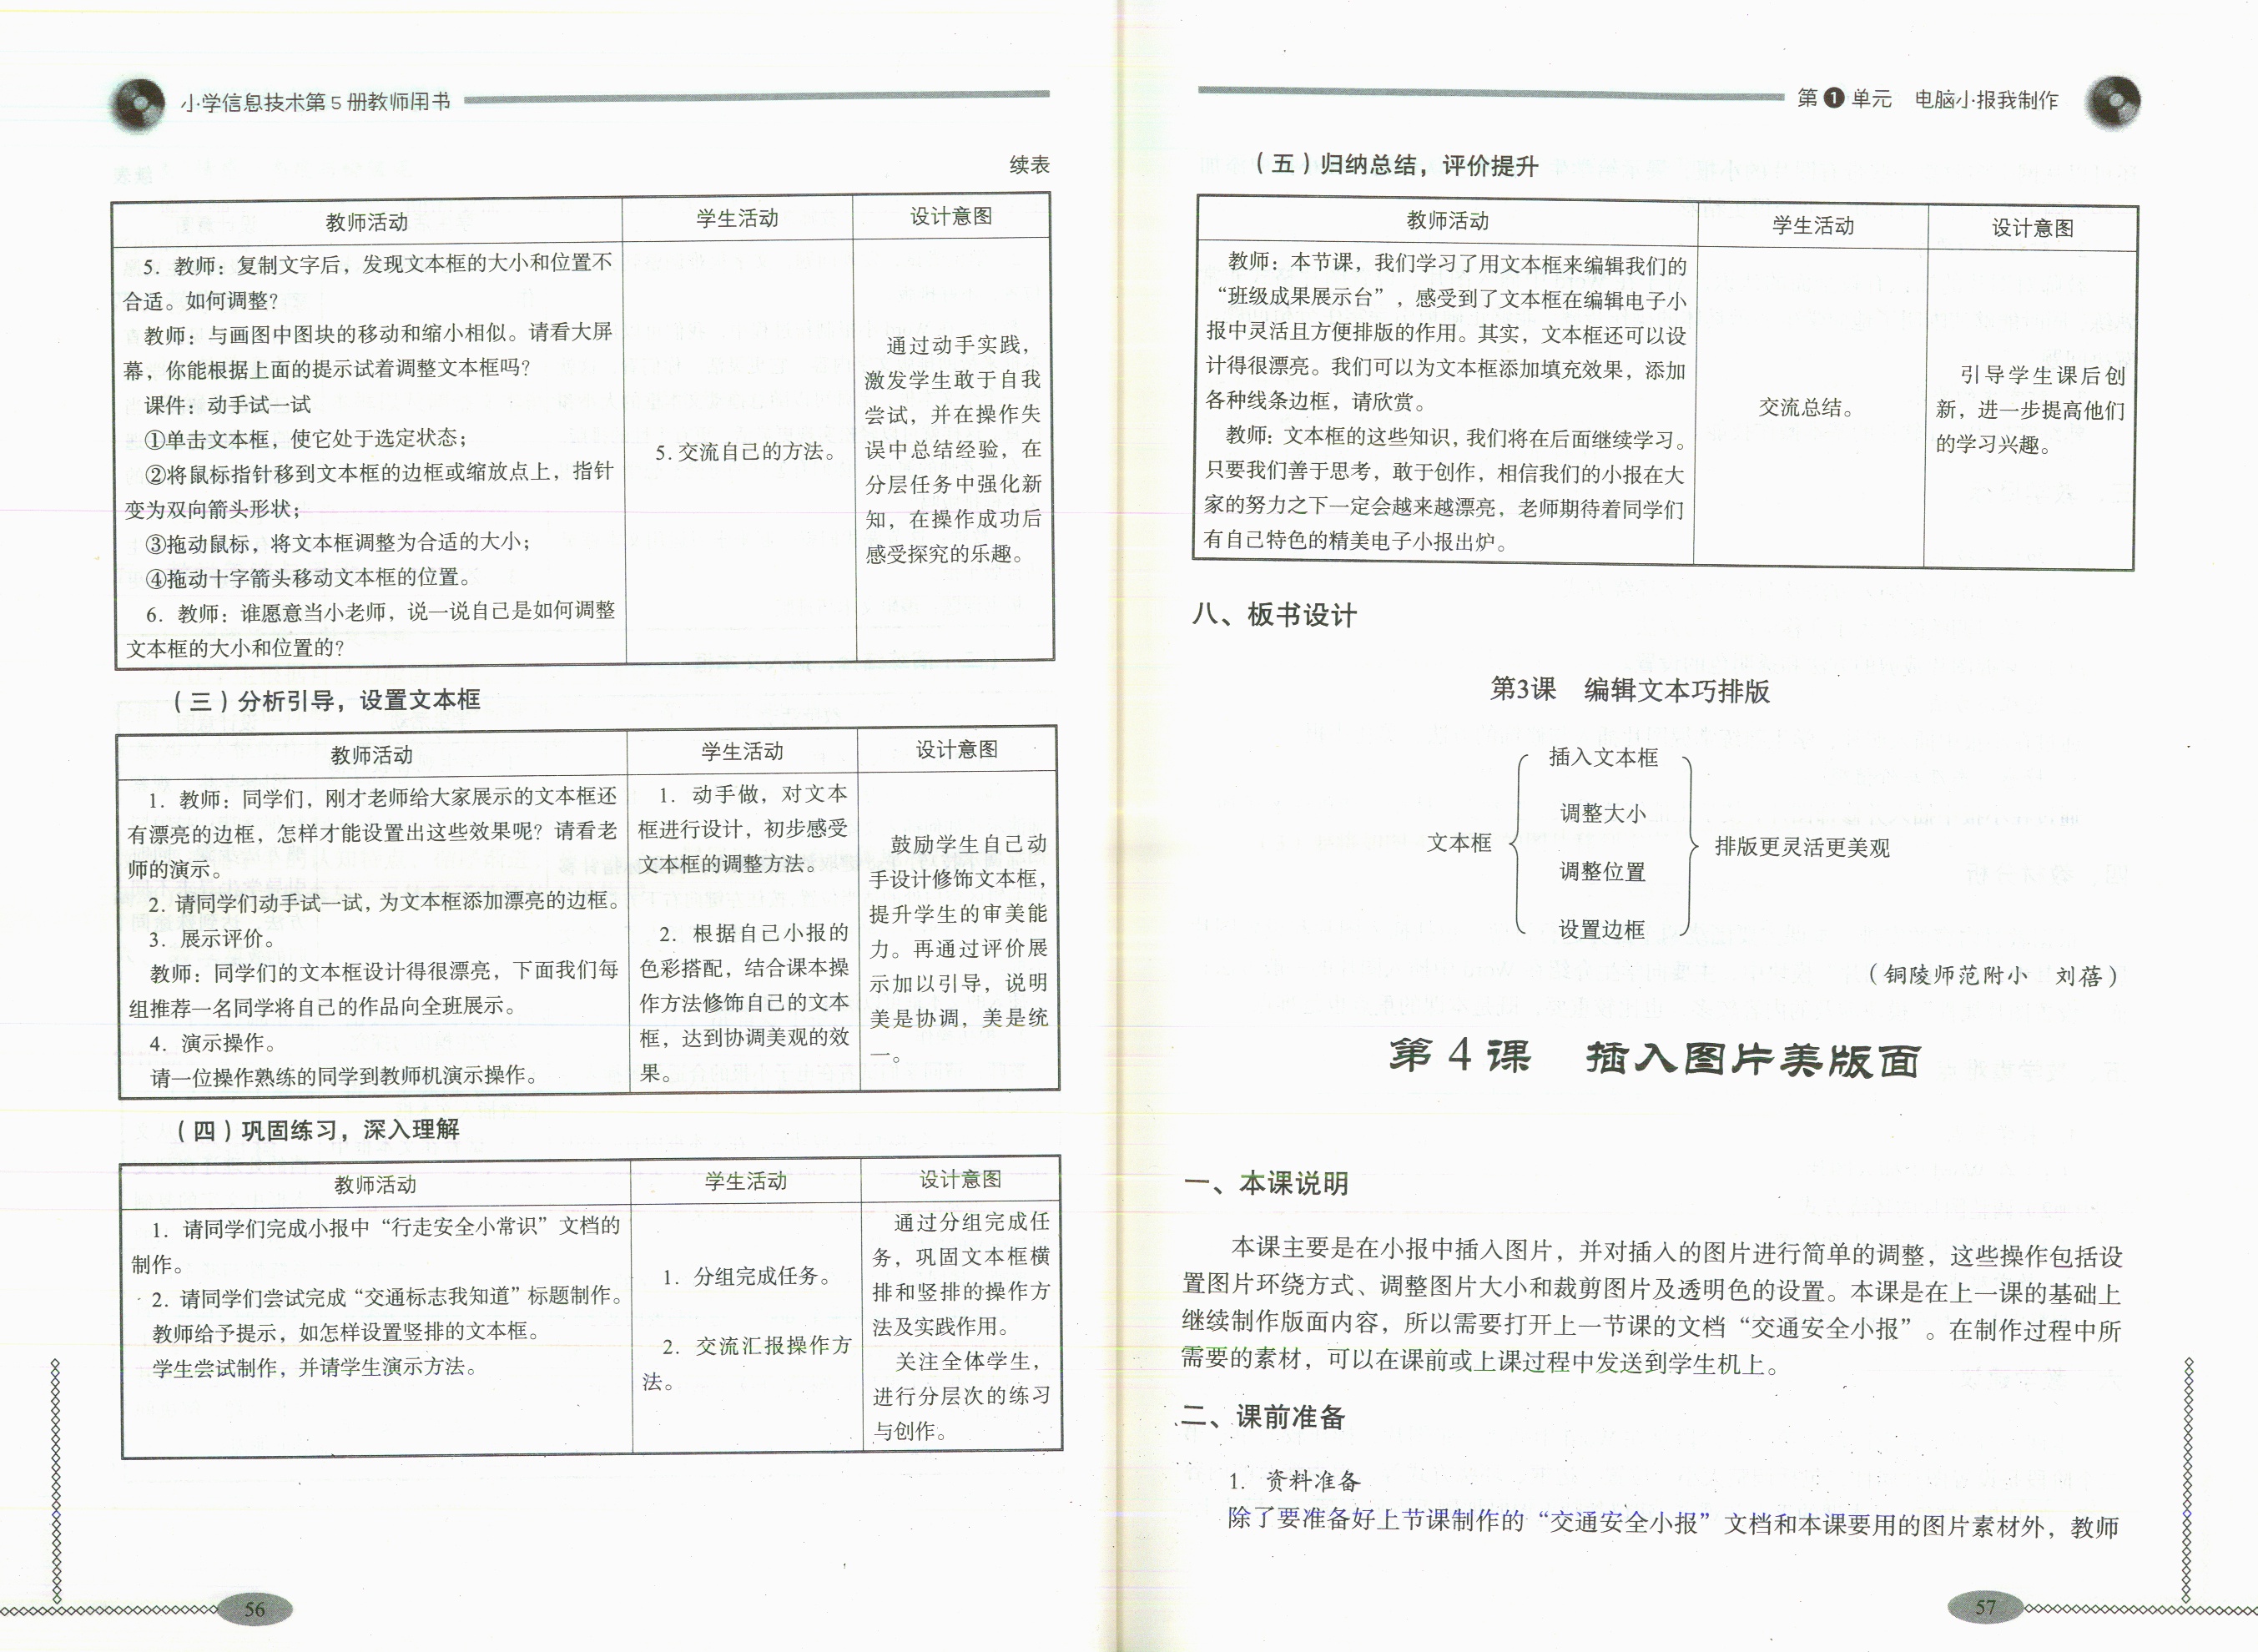 小学信息技术第5册教师用书
续表
教师活动 学生活动 设计意图
5. 教师：复制文字后，发现文本框的大小和位置不
合适。如何调整？
教师：与画图中图块的移动和缩小相似。请看大屏
幕，你能根据上面的提示试着调整文本框吗？
课件：动手试一试
①单击文本框，使它处于选定状态；
②将鼠标指针移到文本框的边框或缩放点上，指针
变为双向箭头形状；
③拖动鼠标，将文本框调整为合适的大小；
④拖动十字箭头移动文本框的位置。
6. 教师：谁愿意当小老师，说一说自己是如何调整
文本框的大小和位置的？
5.交流自己的方法。
通过动手实践，
激发学生敢于自我
尝试，并在操作失
误中总结经验，在
分层任务中强化新
知，在操作成功后
感受探究的乐趣。
（三）分析引导，设置文本框
教师活动 学生活动 设计意图
1. 教师：同学们，刚才老师给大家展示的文本框还
有漂亮的边框，怎样才能设置出这些效果呢？请看老
师的演示。
2. 请同学们动手试一试，为文本框添加漂亮的边框。
3. 展示评价。
教师：同学们的文本框设计得很漂亮，下面我们每
组推荐一名同学将自己的作品向全班展示。
4. 演示操作。
请一位操作熟练的同学到教师机演示操作。
1. 动手做，对文本
框进行设计，初步感受
文本框的调整方法。
2. 根据自己小报的
色彩搭配，结合课本操
作方法修饰自己的文本
框，达到协调美观的效
果。
鼓励学生自己动
手设计修饰文本框，
提升学生的审美能
力。再通过评价展
示加以引导，说明
美是协调，美是统
一。
（四）巩固练习，深入理解
教师活动 学生活动 设计意图
1. 请同学们完成小报中“行走安全小常识”文档的
制作。
2. 请同学们尝试完成“交通标志我知道”标题制作。
教师给予提示，如怎样设置竖排的文本框。
学生尝试制作，并请学生演示方法。
1. 分组完成任务。
2. 交流汇报操作方
法。
通过分组完成任
务，巩固文本框横
排和竖排的操作方
法及实践作用。
关注全体学生，
进行分层次的练习
与创作。
56
第1单元 电脑小报我制作
（五）归纳总结，评价提升
教师活动 学生活动 设计意图
教师：本节课，我们学习了用文本框来编辑我们的
“班级成果展示台”，感受到了文本框在编辑电子小
报中灵活且方便排版的作用。其实，文本框还可以设
计得很漂亮。我们可以为文本框添加填充效果，添加
各种线条边框，请欣赏。
教师：文本框的这些知识，我们将在后面继续学习。
只要我们善于思考，敢于创作，相信我们的小报在大
家的努力之下一定会越来越漂亮，老师期待着同学们
有自己特色的精美电子小报出炉。
交流总结。
引导学生课后创
新，进一步提高他们
的学习兴趣。
八、板书设计
第3课 编辑文本巧排版
文本框
插入文本框
调整大小
调整位置
设置边框
排版更灵活更美观
（铜陵师范附小 刘蓓）
第4课 插入图片美版面
一、本课说明
本课主要是在小报中插入图片，并对插入的图片进行简单的调整，这些操作包括设
置图片环绕方式、调整图片大小和裁剪图片及透明色的设置。本课是在上一课的基础上
继续制作版面内容，所以需要打开上一节课的文档“交通安全小报”。在制作过程中所
需要的素材，可以在课前或上课过程中发送到学生机上。
二、课前准备
1. 资料准备
除了要准备好上节课制作的“交通安全小报”文档和本课要用的图片素材外，教师
57